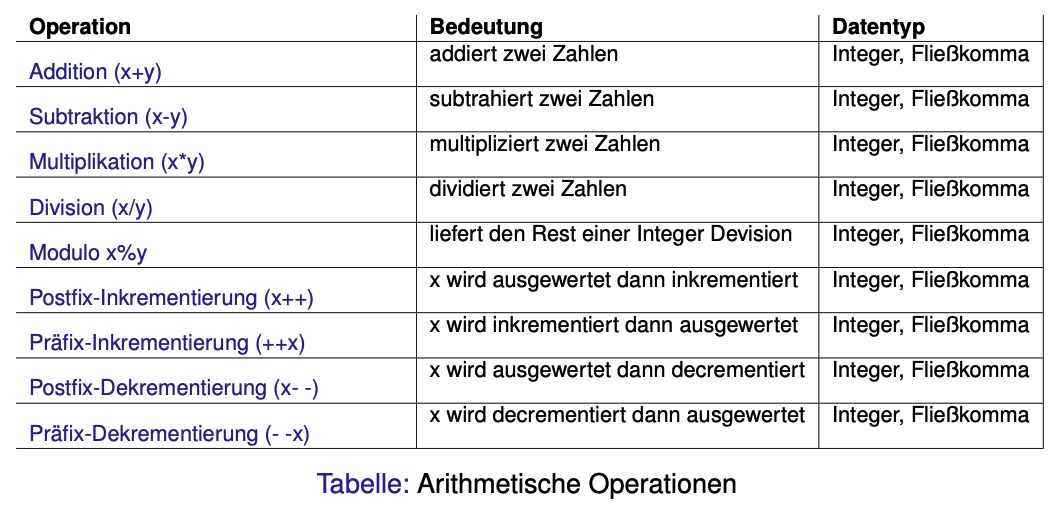 Operation Bedeutung Datentyp
Addition (x+y) addiert zwei Zahlen Integer, Fließkomma
Subtraktion (x-y) subtrahiert zwei Zahlen Integer, Fließkomma
Multiplikation (x*y) multipliziert zwei Zahlen Integer, Fließkomma
Division (x/y) dividiert zwei Zahlen Integer, Fließkomma
Modulo x%y liefert den Rest einer Integer Devision Integer, Fließkomma
Postfix-Inkrementierung (x++) x wird ausgewertet dann inkrementiert Integer, Fließkomma
Präfix-Inkrementierung (++x) x wird inkrementiert dann ausgewertet Integer, Fließkomma
Postfix-Dekrementierung (x- -) x wird ausgewertet dann decrementiert Integer, Fließkomma
Präfix-Dekrementierung (- -x) x wird decrementiert dann ausgewertet Integer, Fließkomma
Tabelle: Arithmetische Operationen